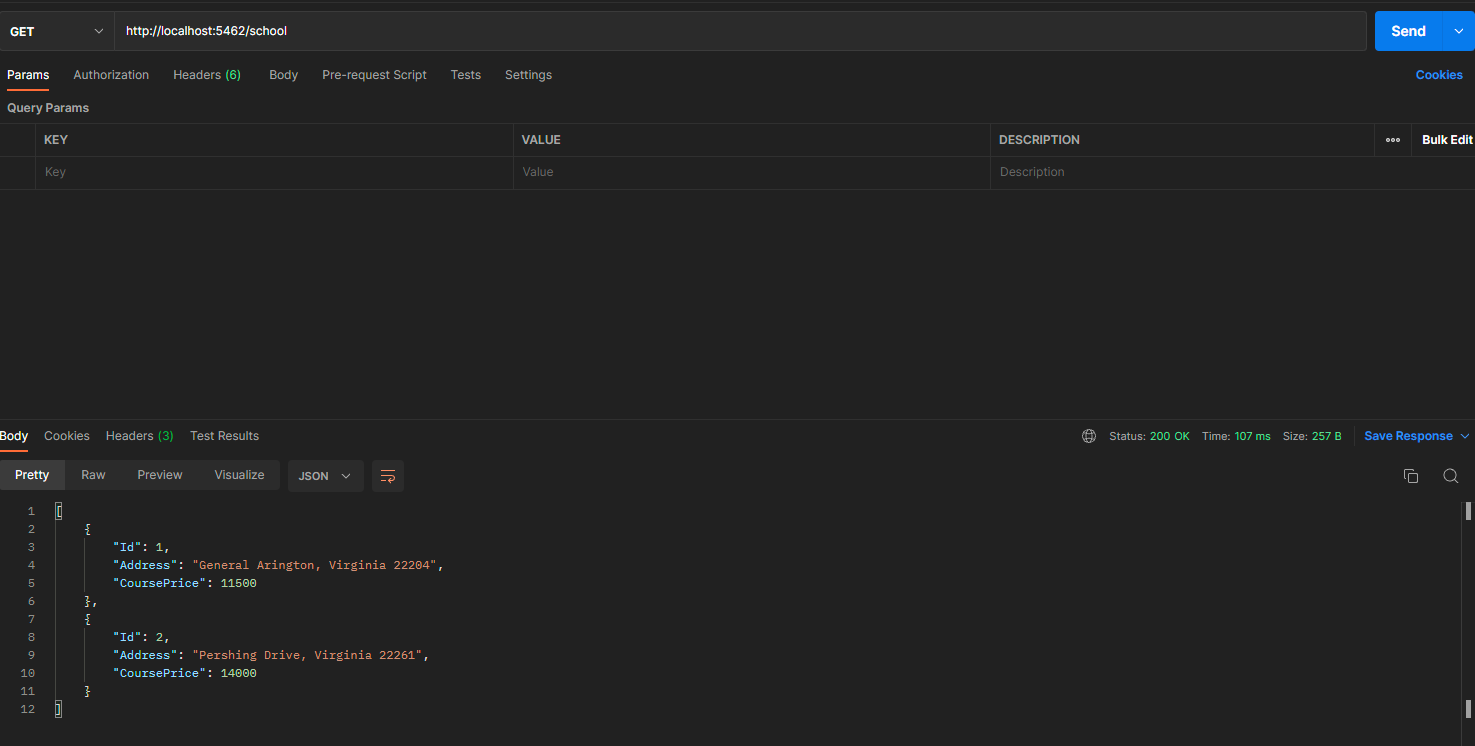 GET http://localhost:5462/school Send
Params Authorization Headers (6) Body Pre-request Script Tests Settings Cookies
Query Params
KEY VALUE DESCRIPTION ooo Bulk Edit
Key Value Description
Body Cookies Headers (3) Test Results Status: 200 OK Time: 107 ms Size: 257 B Save Response
Pretty Raw Preview Visualize JSON
1 [
2 {
3 "Id": 1,
4 "Address": "General Arington, Virginia 22204",
5 "CoursePrice": 11500
6 },
7 {
8 "Id": 2,
9 "Address": "Pershing Drive, Virginia 22261",
10 "CoursePrice": 14000
11 }
12 ]